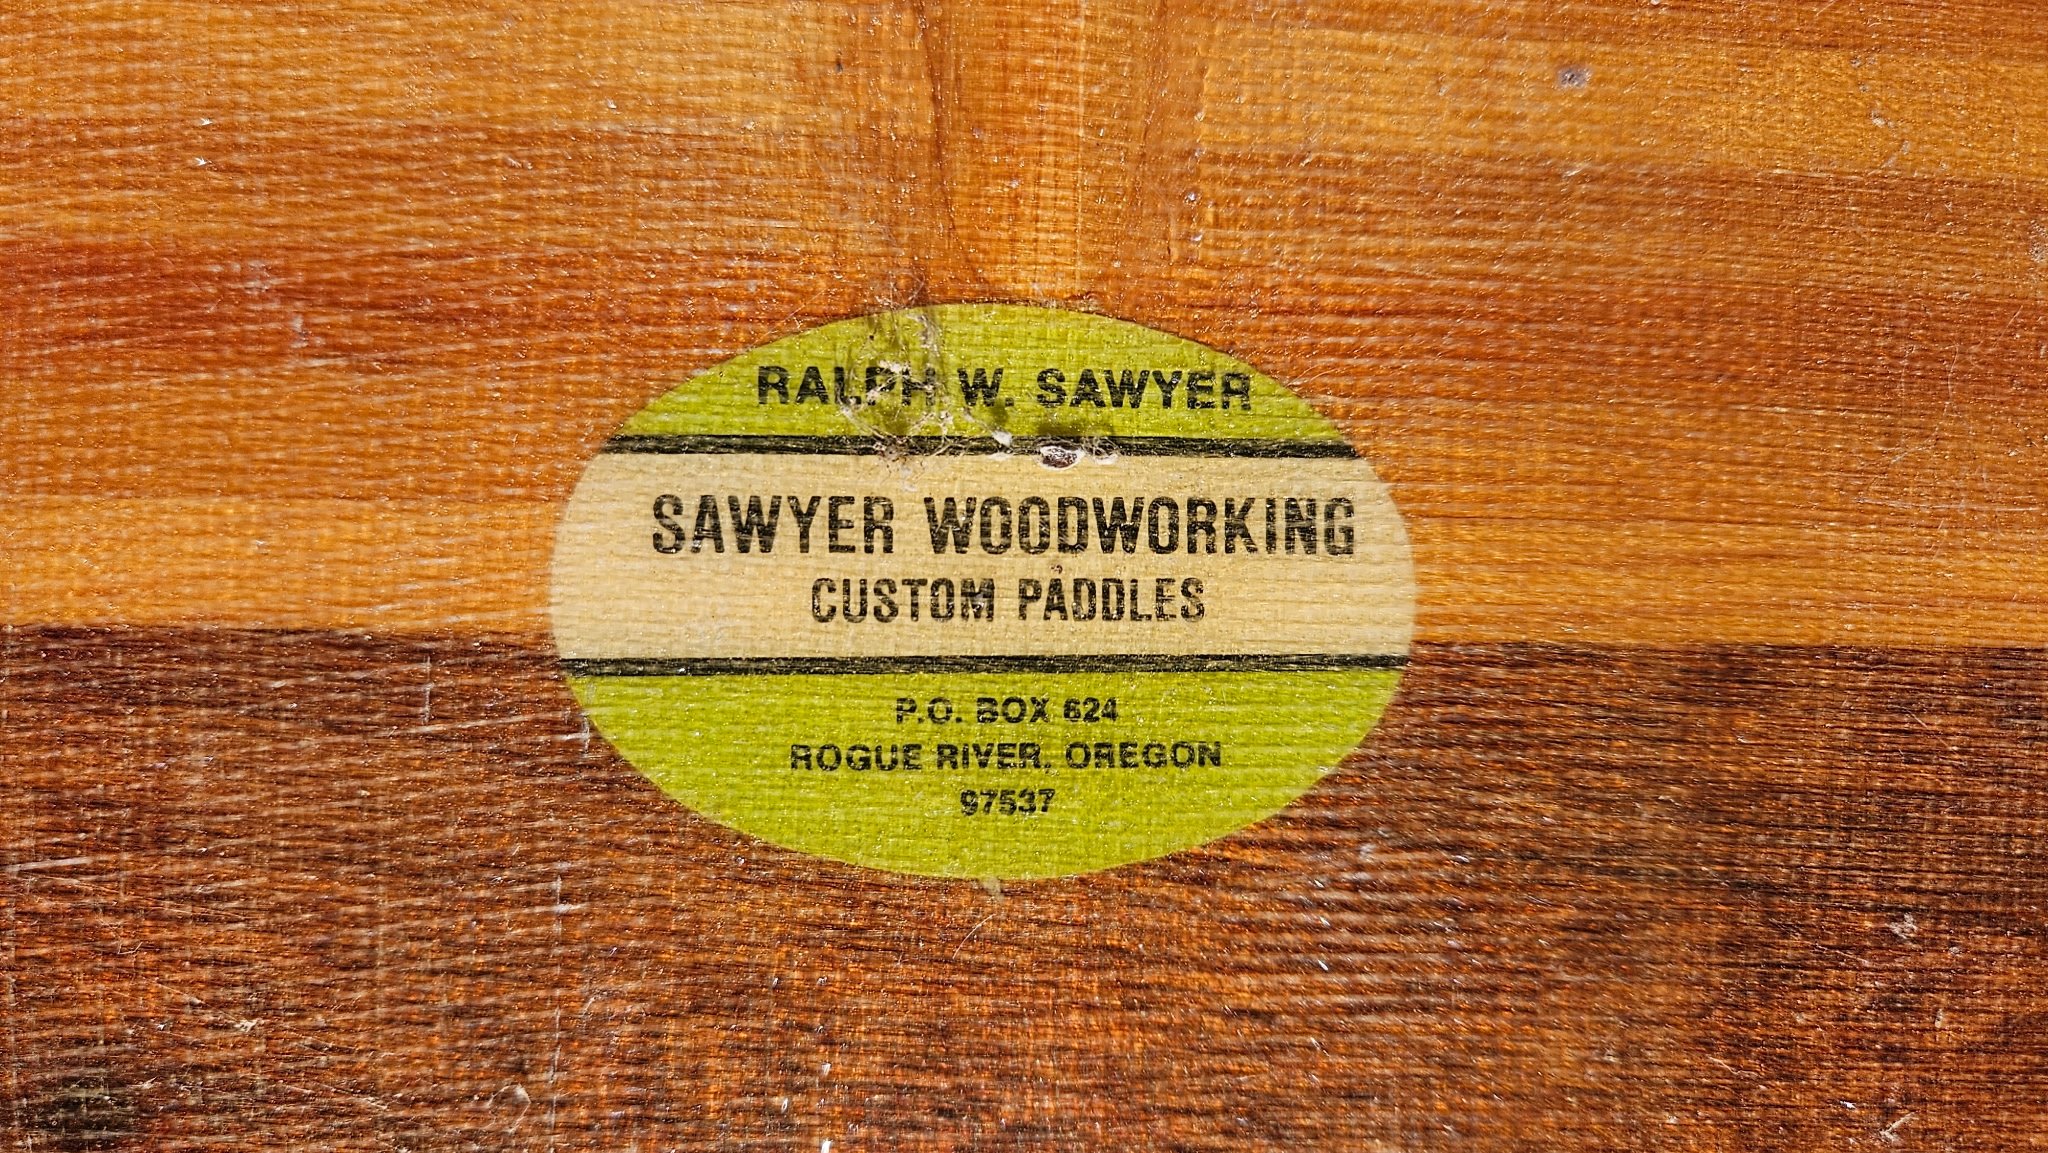 RALPH W. SAWYER
SAWYER WOODWORKING
CUSTOM PADDLES
P.O. BOX 624
ROGUE RIVER, OREGON
97537